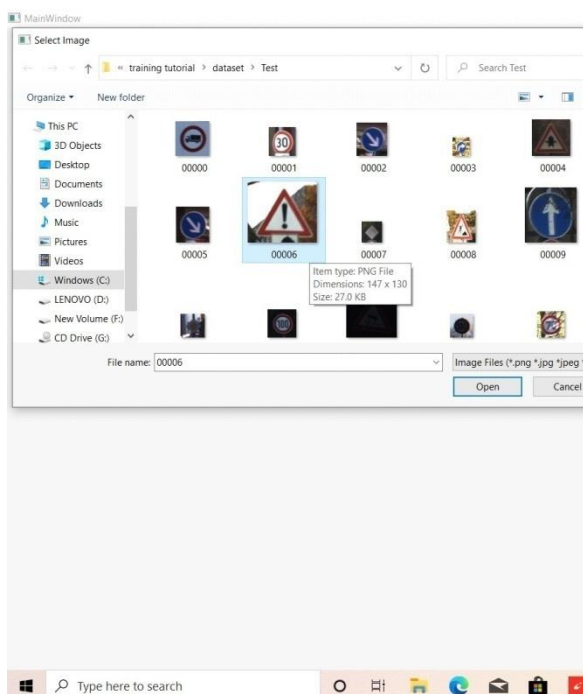 MainWindow
Select Image
« training tutorial > dataset > Test
Search Test
Organize
New folder
This PC
3D Objects
Desktop
Documents
Downloads
Music
Pictures
Videos
Windows (C:)
LENOVO (D:)
New Volume (F:)
CD Drive (G:)
30
00000 00001 00002 00003 00004
00005 00006 00007 00008 00009
Item type: PNG File
Dimensions: 147 x 130
Size: 27.0 KB
100
File name: 00006
Image Files (*.png *.jpg *jpeg *
Open Cancel
Type here to search